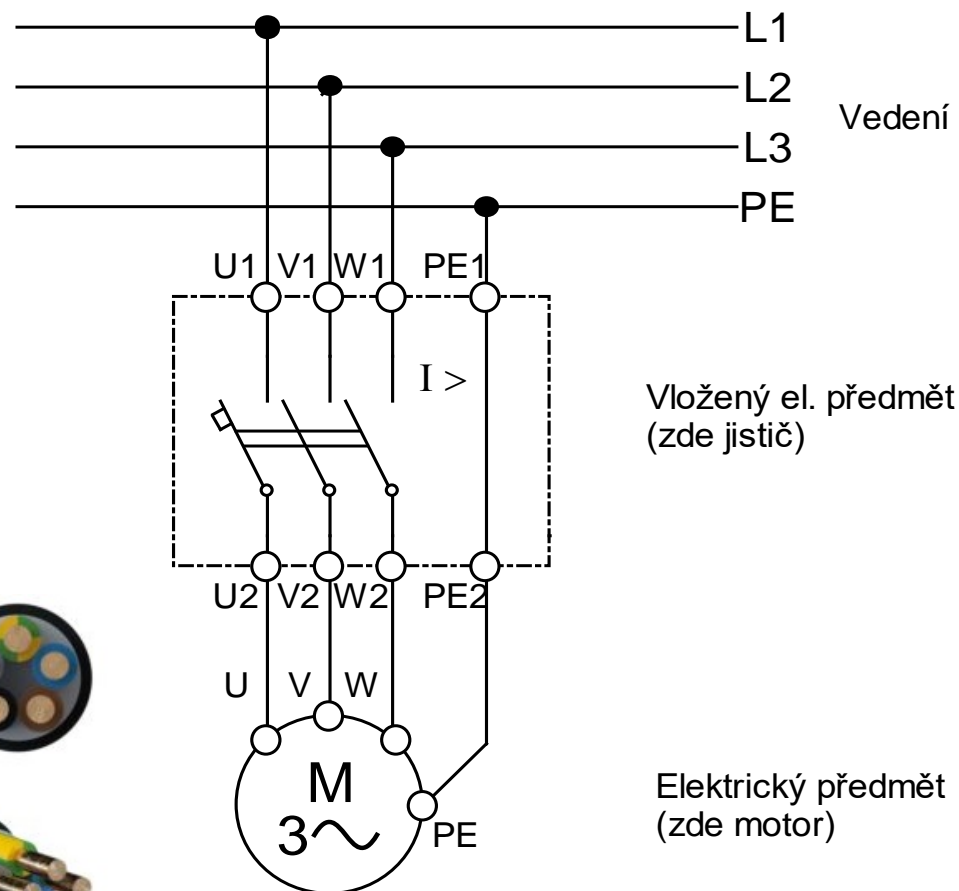 L1
L2
Vedení
L3
PE
U1 V1 W1 PE1
I >
Vložený el. předmět
(zde jistič)
U2 V2 W2 PE2
U V W
M
3
PE
Elektrický předmět
(zde motor)